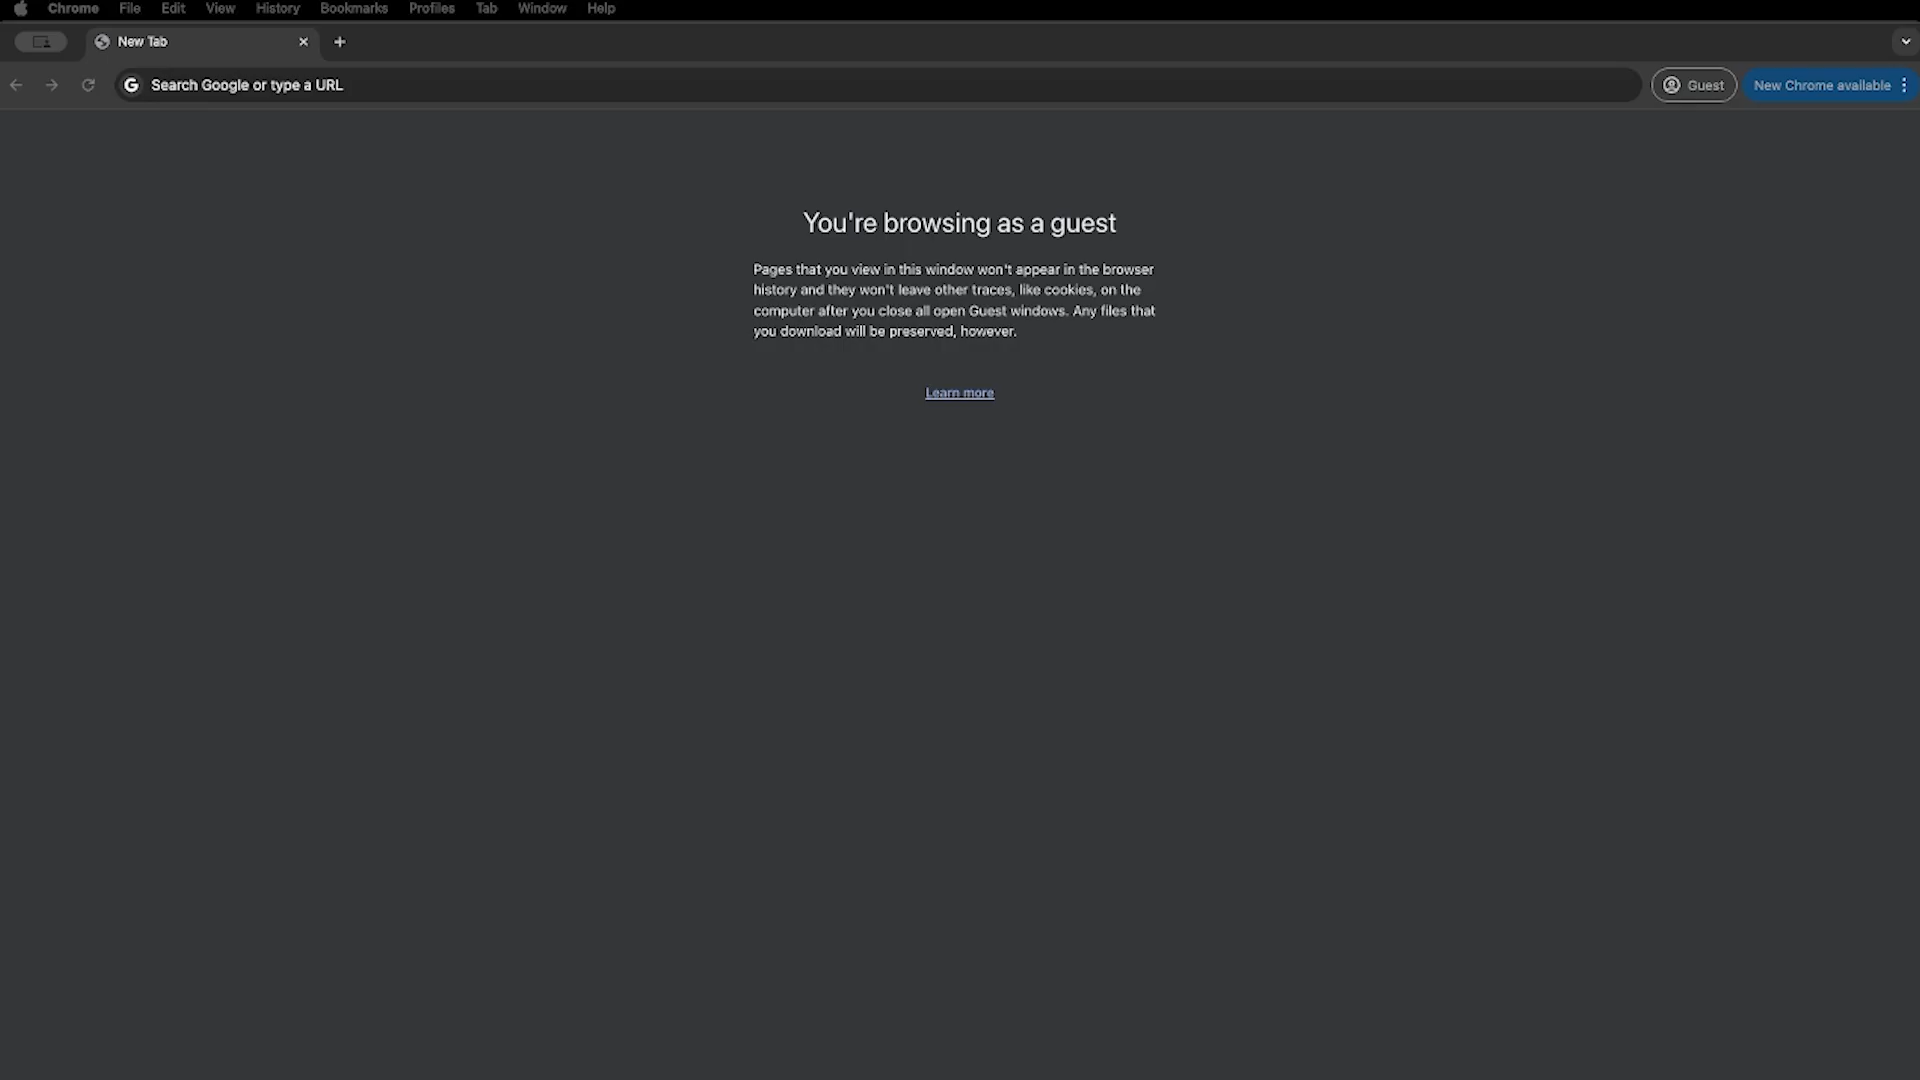 Chrome File Edit View History Bookmarks Profiles Tab Window Help
New Tab
Search Google or type a URL
Guest
New Chrome available
You're browsing as a guest
Pages that you view in this window won't appear in the browser
history and they won't leave other traces, like cookies, on the
computer after you close all open Guest windows. Any files that
you download will be preserved, however.
Learn more